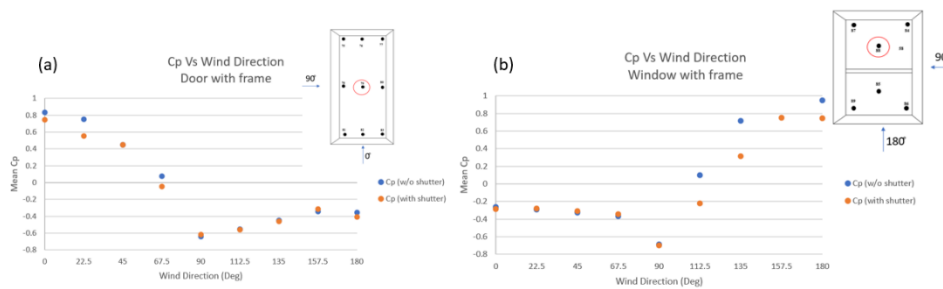 (a)
Cp Vs Wind Direction
Door with frame
90°
0°
Mean Cp
1
0.8
0.6
0.4
0.2
0
-0.2
-0.4
-0.6
-0.8
0 22.5 45 67.5 90 112.5 135 157.5 180
Wind Direction (Deg)
Cp (w/o shutter)
Cp (with shutter)
(b)
Cp Vs Wind Direction
Window with frame
90
180°
Mean Cp
1
0.8
0.6
0.4
0.2
0
-0.2
-0.4
-0.6
-0.8
0 22.5 45 67.5 90 112.5 135 157.5 180
Wind Direction (Deg)
Cp (w/o shutter)
Cp (with shutter)